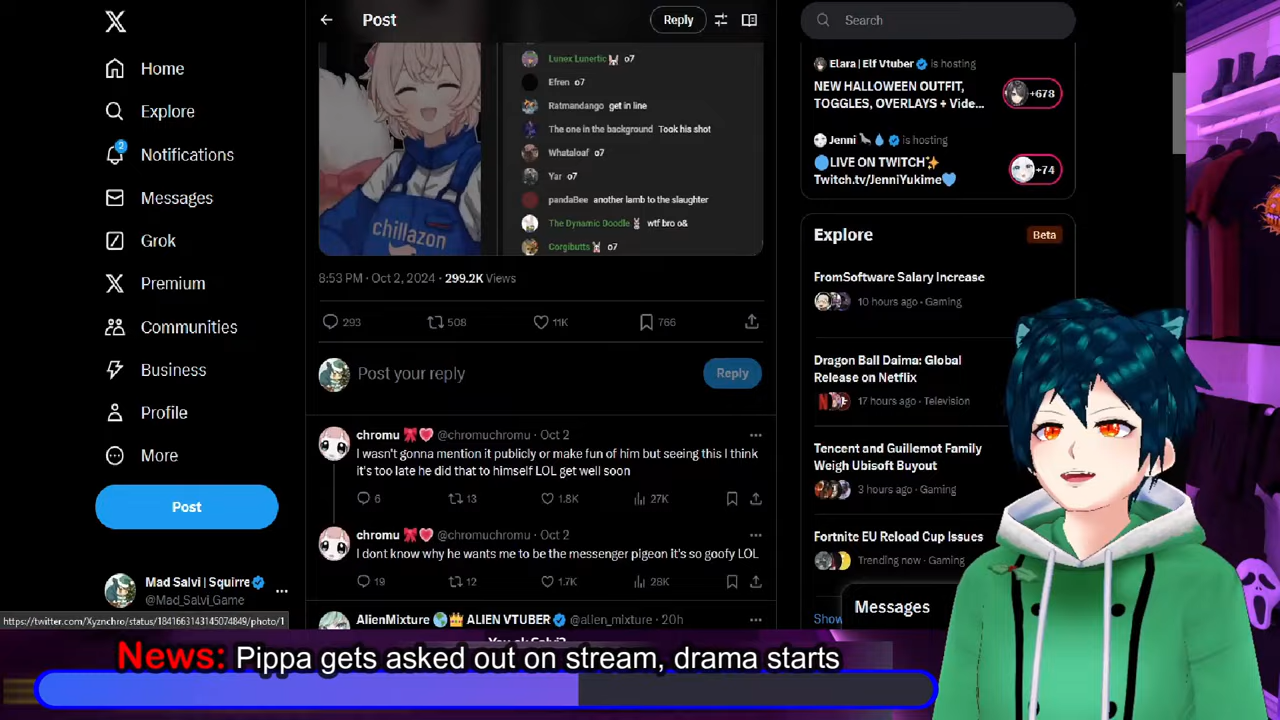 Post
Reply
Search
Home
Explore
Notifications
2
Messages
Grok
Premium
Communities
Business
Profile
More
Post
Mad Salvi | Squirre
@Mad_Salvi_Game
https://twitter.com/Xyznchro/status/1841663143145074849/photo/1
chillazon
Lunex Lunertic o7
Efren o7
Ratmandango get in line
The one in the background Took his shot
Whataloaf o7
Yar o7
pandaBee another lamb to the slaughter
The Dynamic Doodle wtf bro o&
Corgibutts o7
8:53 PM · Oct 2, 2024 · 299.2K Views
293 508 11K 766
Post your reply
Reply
chromu @chromuchromu · Oct 2
I wasn't gonna mention it publicly or make fun of him but seeing this I think
it's too late he did that to himself LOL get well soon
6 13 1.8K 27K
chromu @chromuchromu · Oct 2
I dont know why he wants me to be the messenger pigeon it's so goofy LOL
19 12 1.7K 28K
AlienMixture ALIEN VTUBER @alien_mixture · 20h
Elara | Elf Vtuber is hosting
NEW HALLOWEEN OUTFIT,
TOGGLES, OVERLAYS + Vide...
+678
Jenni is hosting
LIVE ON TWITCH
Twitch.tv/JenniYukime
+74
Explore
Beta
FromSoftware Salary Increase
10 hours ago · Gaming
Dragon Ball Daima: Global
Release on Netflix
17 hours ago · Television
Tencent and Guillemot Family
Weigh Ubisoft Buyout
3 hours ago · Gaming
Fortnite EU Reload Cup Issues
Trending now · Gaming
Show
Messages
News: Pippa gets asked out on stream, drama starts